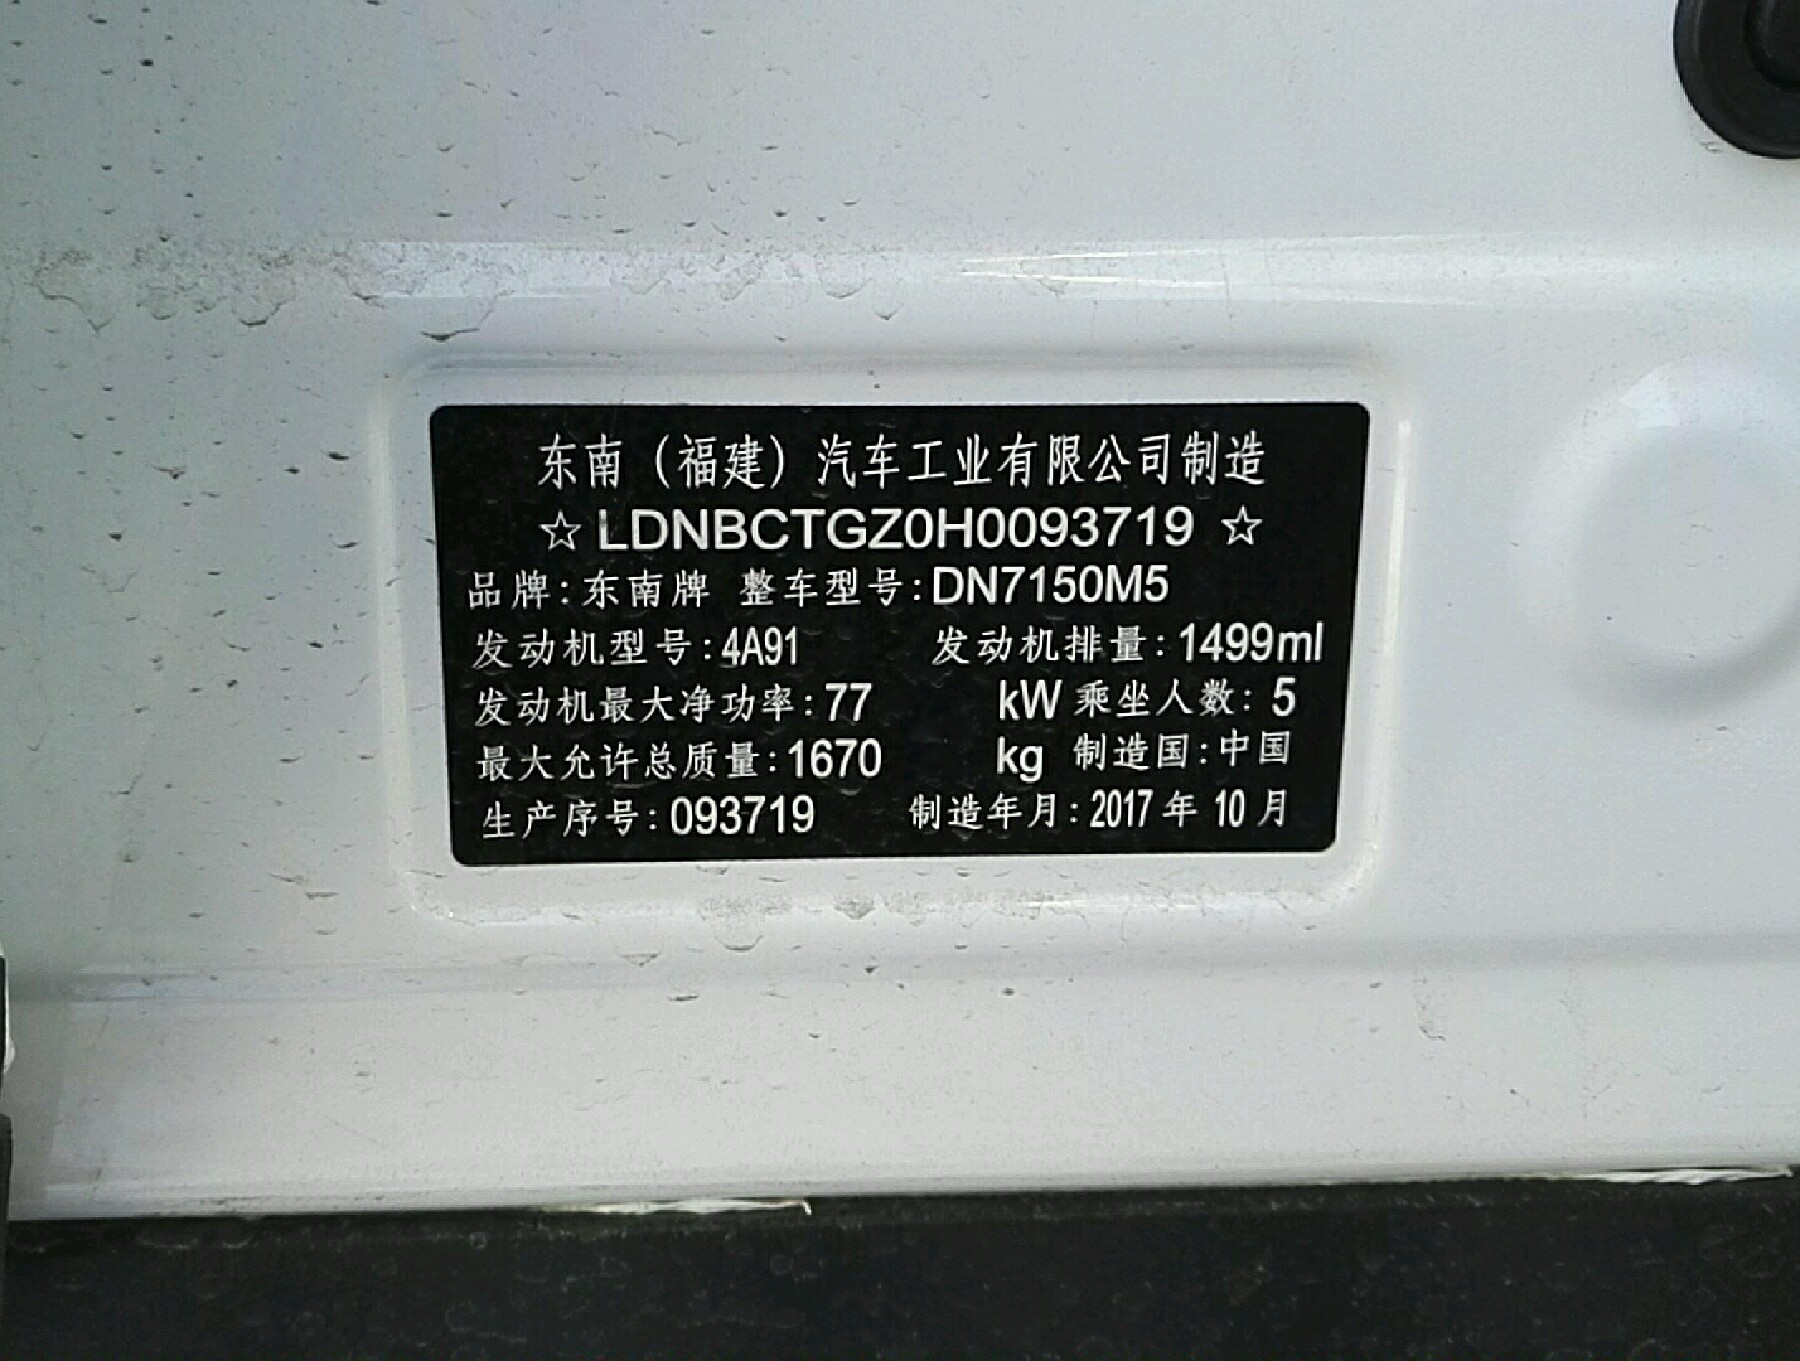 东南（福建）汽车工业有限公司制造
☆LDNBCTGZ0H0093719☆
品牌:东南牌 整车型号:DN7150M5
发动机型号:4A91 发动机排量:1499ml
发动机最大净功率:77 kW 乘坐人数:5
最大允许总质量:1670 kg 制造国:中国
生产序号:093719 制造年月:2017年10月